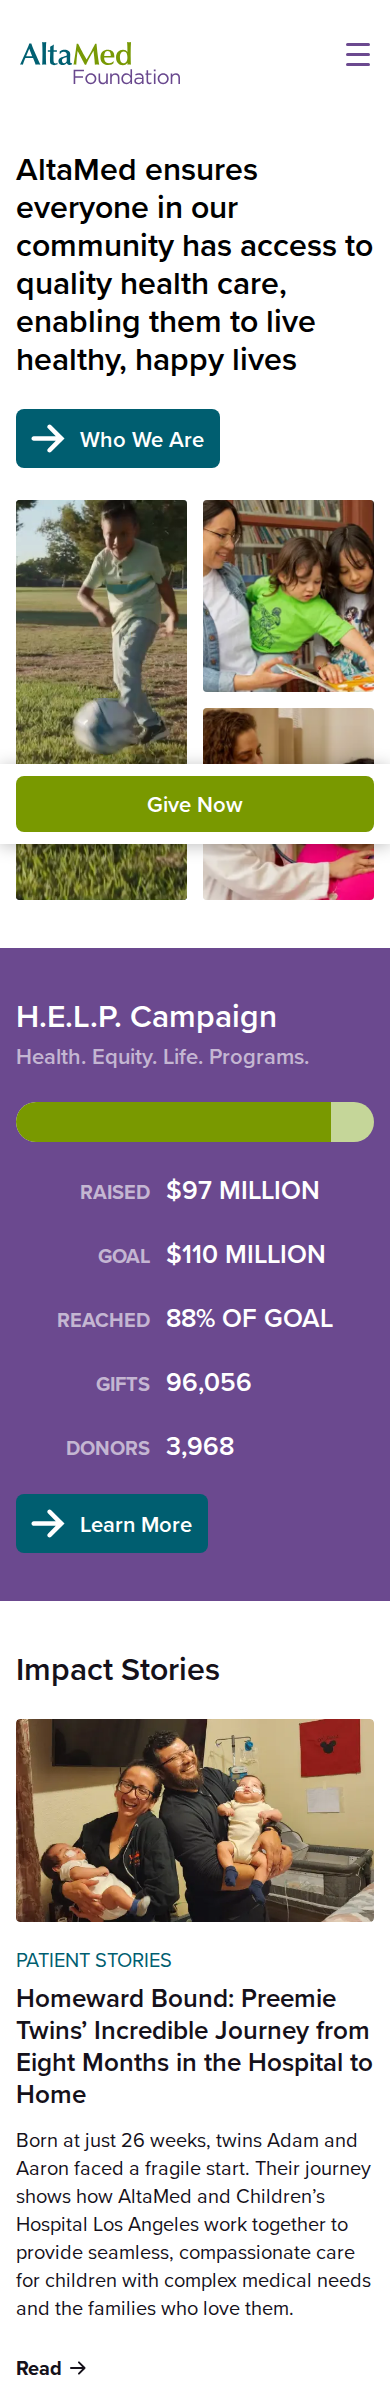 AltaMed
Foundation
AltaMed ensures
everyone in our
community has access to
quality health care,
enabling them to live
healthy, happy lives
Who We Are
Give Now
H.E.L.P. Campaign
Health. Equity. Life. Programs.
RAISED $97 MILLION
GOAL $110 MILLION
REACHED 88% OF GOAL
GIFTS 96,056
DONORS 3,968
Learn More
Impact Stories
PATIENT STORIES
Homeward Bound: Preemie
Twins’ Incredible Journey from
Eight Months in the Hospital to
Home
Born at just 26 weeks, twins Adam and
Aaron faced a fragile start. Their journey
shows how AltaMed and Children’s
Hospital Los Angeles work together to
provide seamless, compassionate care
for children with complex medical needs
and the families who love them.
Read